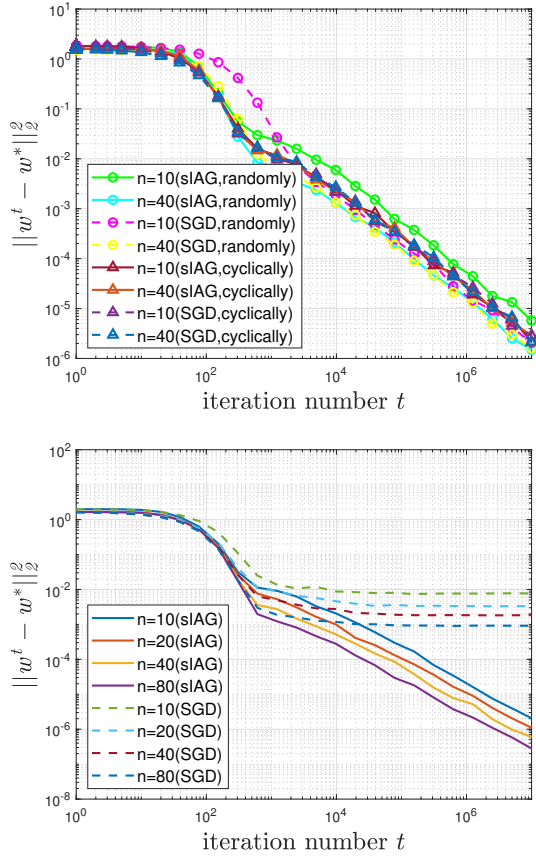 10^1
10^0
10^-1
10^-2
10^-3
10^-4
10^-5
10^-6
||w^t − w*||_2^2
n=10(sIAG,randomly)
n=40(sIAG,randomly)
n=10(SGD,randomly)
n=40(SGD,randomly)
n=10(sIAG,cyclically)
n=40(sIAG,cyclically)
n=10(SGD,cyclically)
n=40(SGD,cyclically)
10^0 10^2 10^4 10^6
iteration number t
10^2
10^0
10^-2
10^-4
10^-6
10^-8
||w^t − w*||_2^2
n=10(sIAG)
n=20(sIAG)
n=40(sIAG)
n=80(sIAG)
n=10(SGD)
n=20(SGD)
n=40(SGD)
n=80(SGD)
10^0 10^2 10^4 10^6
iteration number t